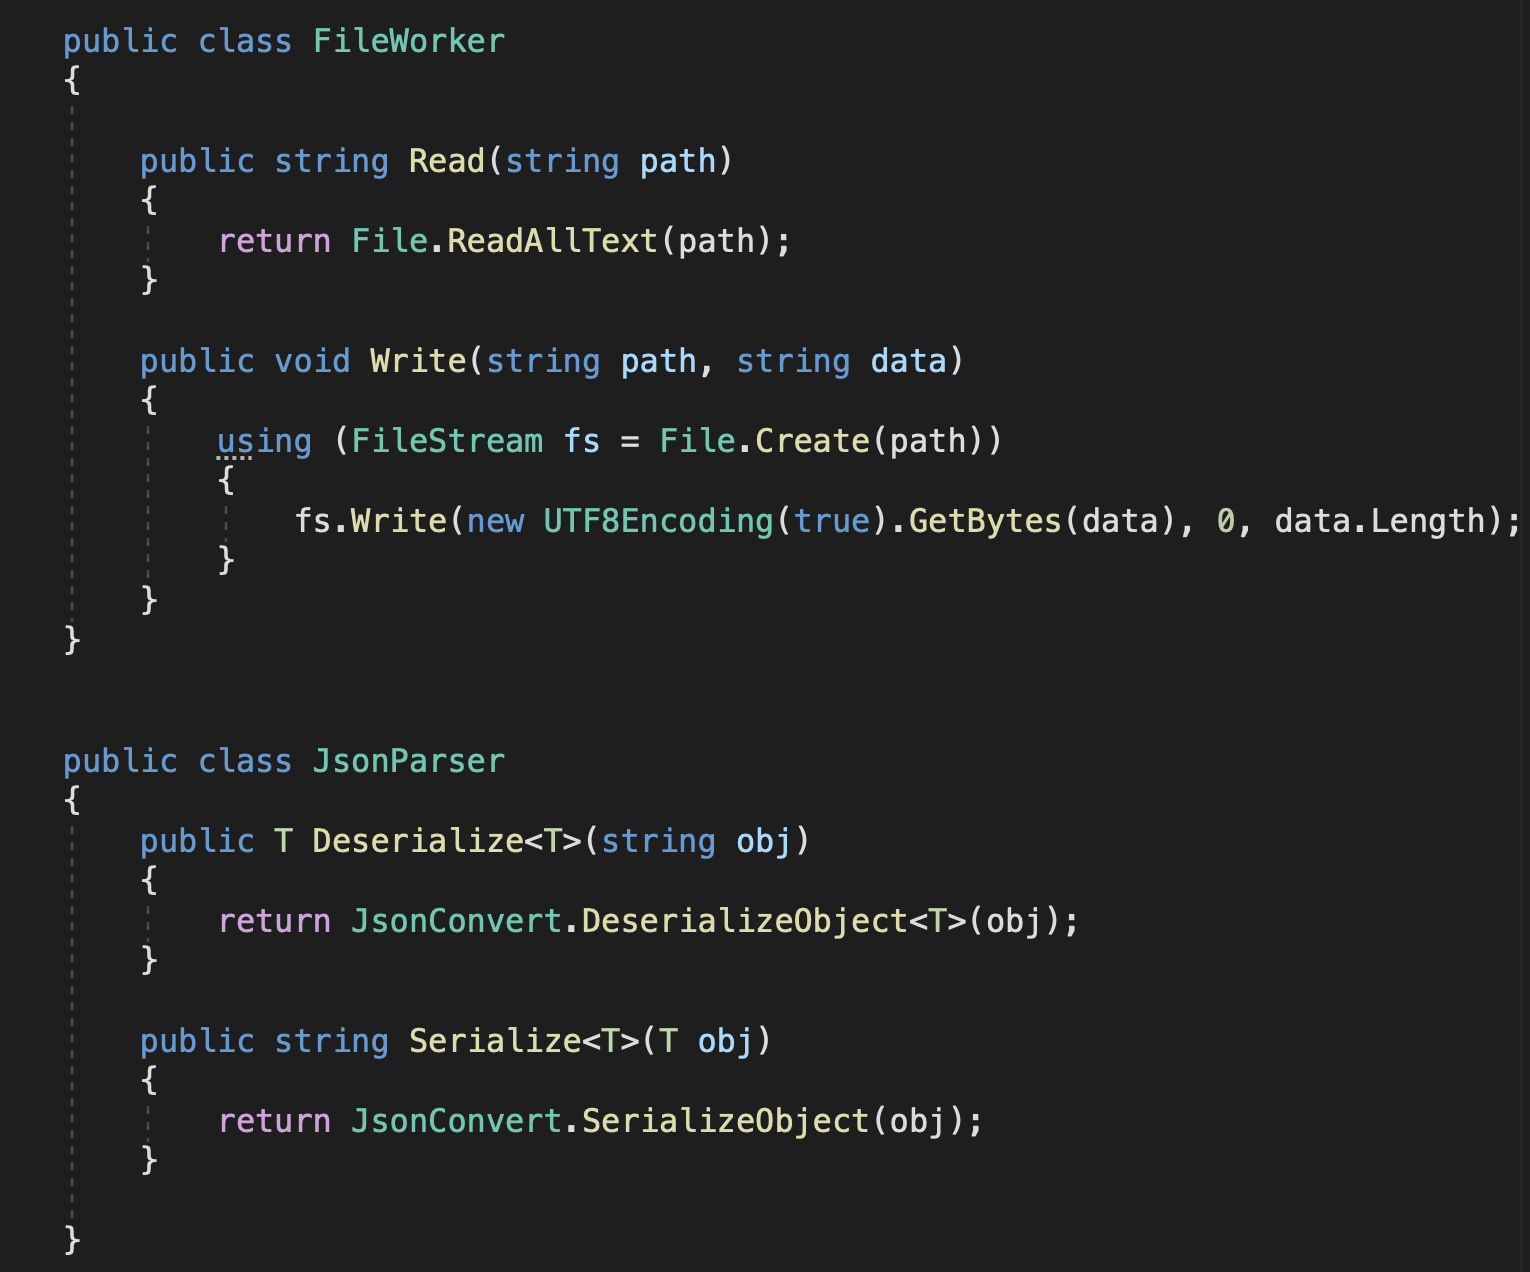 public class FileWorker
{
public string Read(string path)
{
return File.ReadAllText(path);
}
public void Write(string path, string data)
{
using (FileStream fs = File.Create(path))
{
fs.Write(new UTF8Encoding(true).GetBytes(data), 0, data.Length);
}
}
}
public class JsonParser
{
public T Deserialize<T>(string obj)
{
return JsonConvert.DeserializeObject<T>(obj);
}
public string Serialize<T>(T obj)
{
return JsonConvert.SerializeObject(obj);
}
}